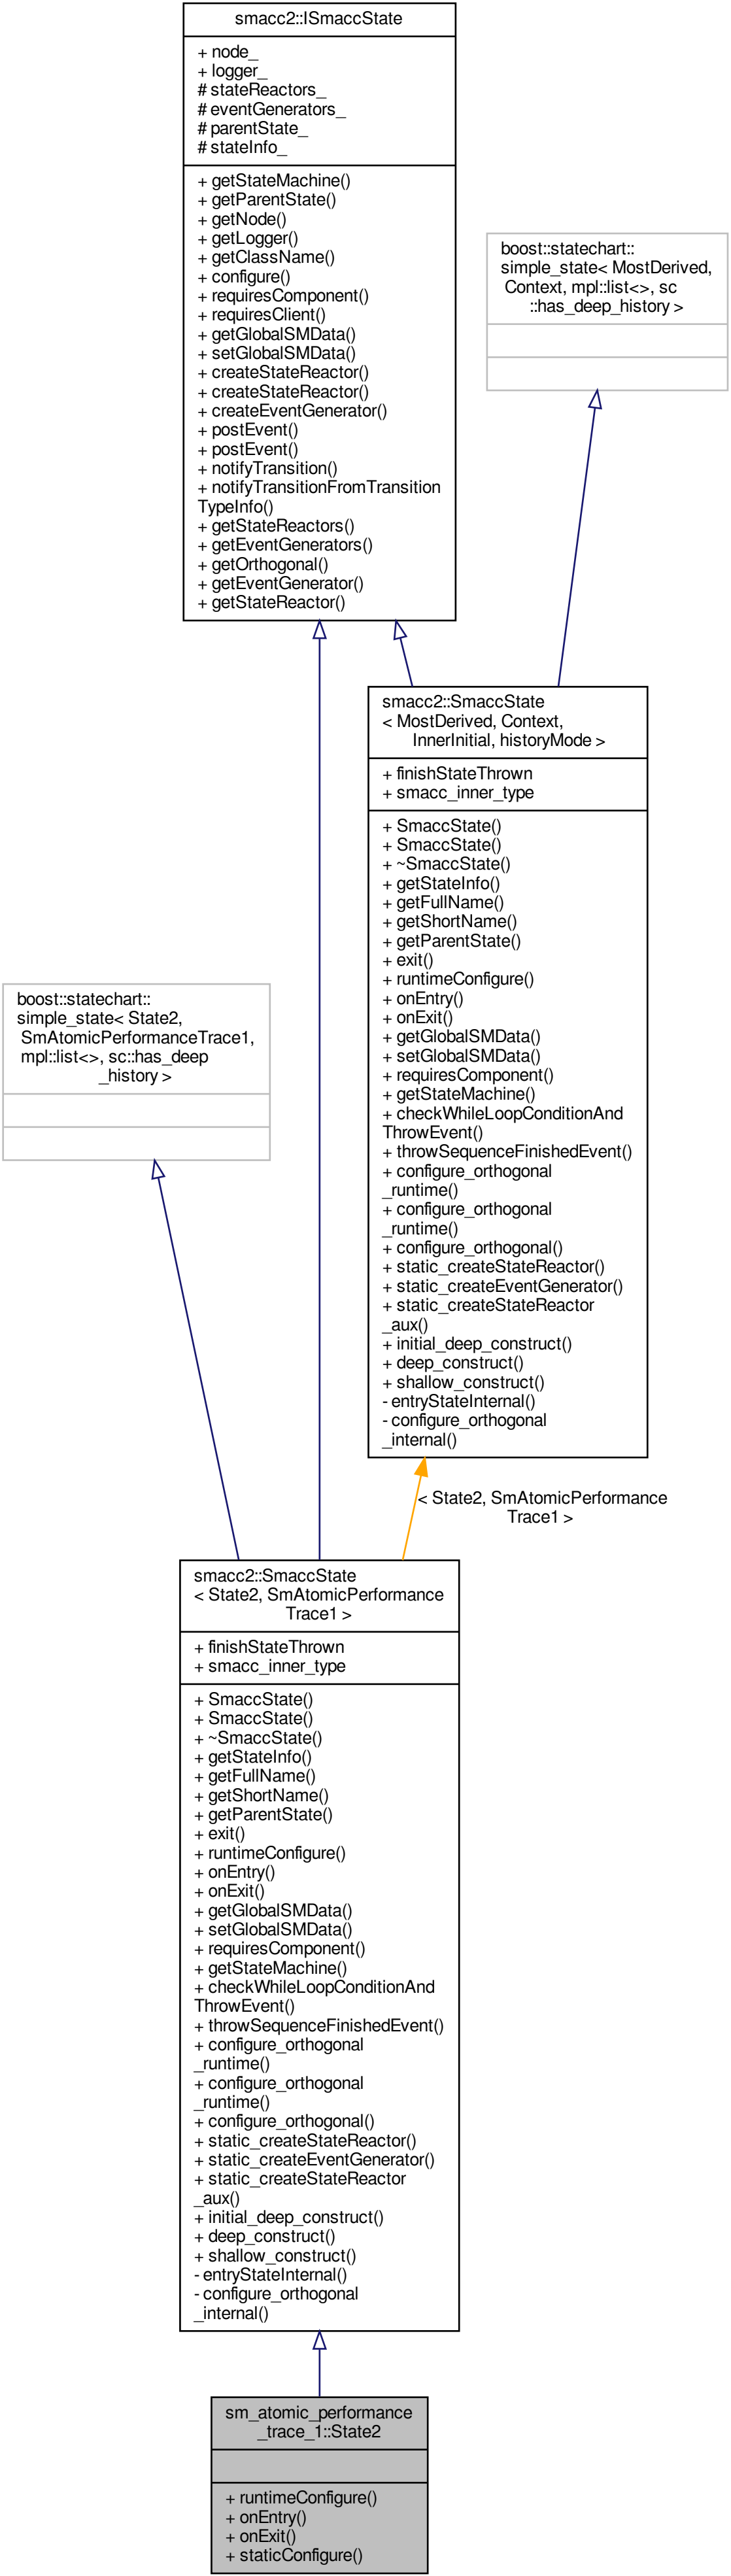 smacc2::ISmaccState
+ node_
+ logger_
# stateReactors_
# eventGenerators_
# parentState_
# stateInfo_
+ getStateMachine()
+ getParentState()
+ getNode()
+ getLogger()
+ getClassName()
+ configure()
+ requiresComponent()
+ requiresClient()
+ getGlobalSMData()
+ setGlobalSMData()
+ createStateReactor()
+ createStateReactor()
+ createEventGenerator()
+ postEvent()
+ postEvent()
+ notifyTransition()
+ notifyTransitionFromTransition
TypeInfo()
+ getStateReactors()
+ getEventGenerators()
+ getOrthogonal()
+ getEventGenerator()
+ getStateReactor()
boost::statechart::
simple_state< MostDerived,
Context, mpl::list<>, sc
::has_deep_history >
smacc2::SmaccState
< MostDerived, Context,
InnerInitial, historyMode >
+ finishStateThrown
+ smacc_inner_type
+ SmaccState()
+ SmaccState()
+ ~SmaccState()
+ getStateInfo()
+ getFullName()
+ getShortName()
+ getParentState()
+ exit()
+ runtimeConfigure()
+ onEntry()
+ onExit()
+ getGlobalSMData()
+ setGlobalSMData()
+ requiresComponent()
+ getStateMachine()
+ checkWhileLoopConditionAnd
ThrowEvent()
+ throwSequenceFinishedEvent()
+ configure_orthogonal
_runtime()
+ configure_orthogonal
_runtime()
+ configure_orthogonal()
+ static_createStateReactor()
+ static_createEventGenerator()
+ static_createStateReactor
_aux()
+ initial_deep_construct()
+ deep_construct()
+ shallow_construct()
- entryStateInternal()
- configure_orthogonal
_internal()
boost::statechart::
simple_state< State2,
SmAtomicPerformanceTrace1,
mpl::list<>, sc::has_deep
_history >
< State2, SmAtomicPerformance
Trace1 >
smacc2::SmaccState
< State2, SmAtomicPerformance
Trace1 >
+ finishStateThrown
+ smacc_inner_type
+ SmaccState()
+ SmaccState()
+ ~SmaccState()
+ getStateInfo()
+ getFullName()
+ getShortName()
+ getParentState()
+ exit()
+ runtimeConfigure()
+ onEntry()
+ onExit()
+ getGlobalSMData()
+ setGlobalSMData()
+ requiresComponent()
+ getStateMachine()
+ checkWhileLoopConditionAnd
ThrowEvent()
+ throwSequenceFinishedEvent()
+ configure_orthogonal
_runtime()
+ configure_orthogonal
_runtime()
+ configure_orthogonal()
+ static_createStateReactor()
+ static_createEventGenerator()
+ static_createStateReactor
_aux()
+ initial_deep_construct()
+ deep_construct()
+ shallow_construct()
- entryStateInternal()
- configure_orthogonal
_internal()
sm_atomic_performance
_trace_1::State2
+ runtimeConfigure()
+ onEntry()
+ onExit()
+ staticConfigure()